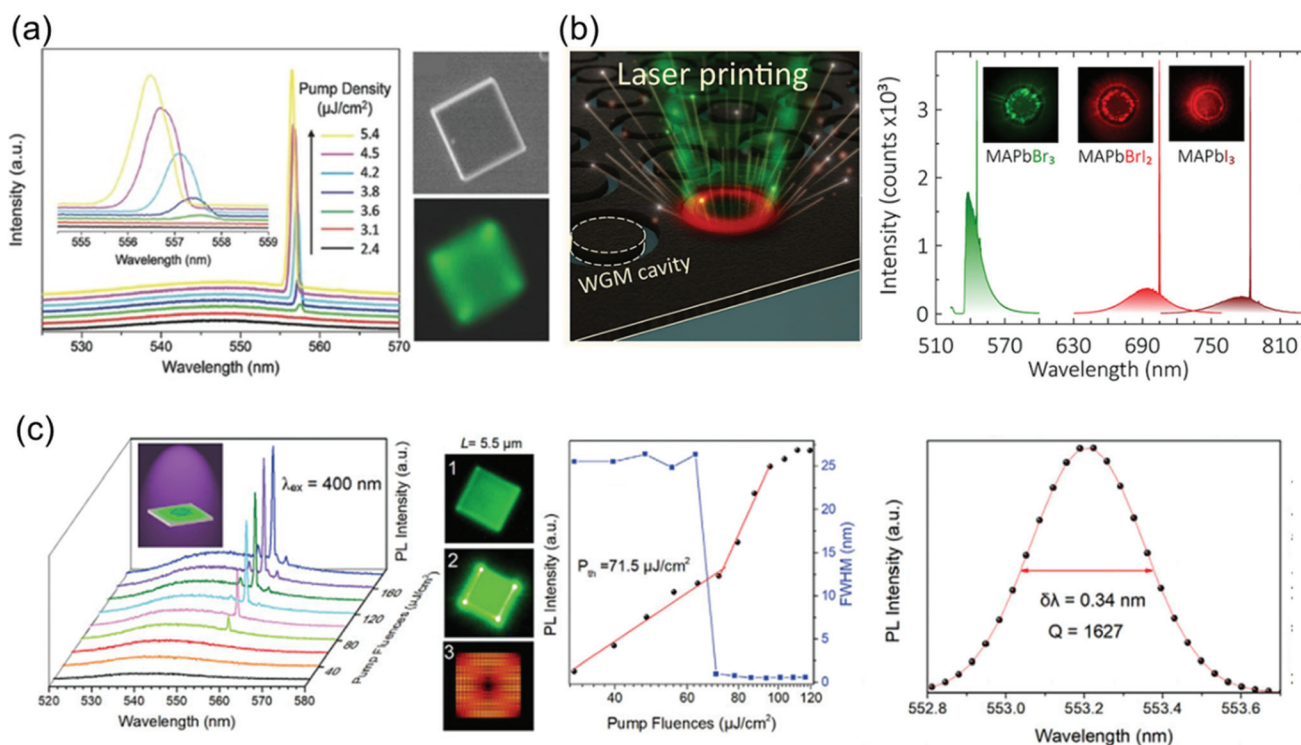 (a)
Intensity (a.u.)
Pump Density
(μJ/cm²)
5.4
4.5
4.2
3.8
3.6
3.1
2.4
555 556 557 558 559
Wavelength (nm)
530 540 550 560 570
Wavelength (nm)
(b)
Laser printing
WGM cavity
Intensity (counts x10³)
3
2
1
0
MAPbBr₃ MAPbBrI₂ MAPbI₃
510 570 630 690 750 810
Wavelength (nm)
(c)
λex = 400 nm
PL Intensity (a.u.)
160
120
80
40
Pump Fluences (μJ/cm²)
520 530 540 550 560 570 580
Wavelength (nm)
L= 5.5 μm
1
2
3
PL Intensity (a.u.)
Pth =71.5 μJ/cm²
25
20
15
10
5
0
FWHM (nm)
40 60 80 100 120
Pump Fluences (μJ/cm²)
PL Intensity (a.u.)
δλ = 0.34 nm
Q = 1627
552.8 553.0 553.2 553.4 553.6
Wavelength (nm)